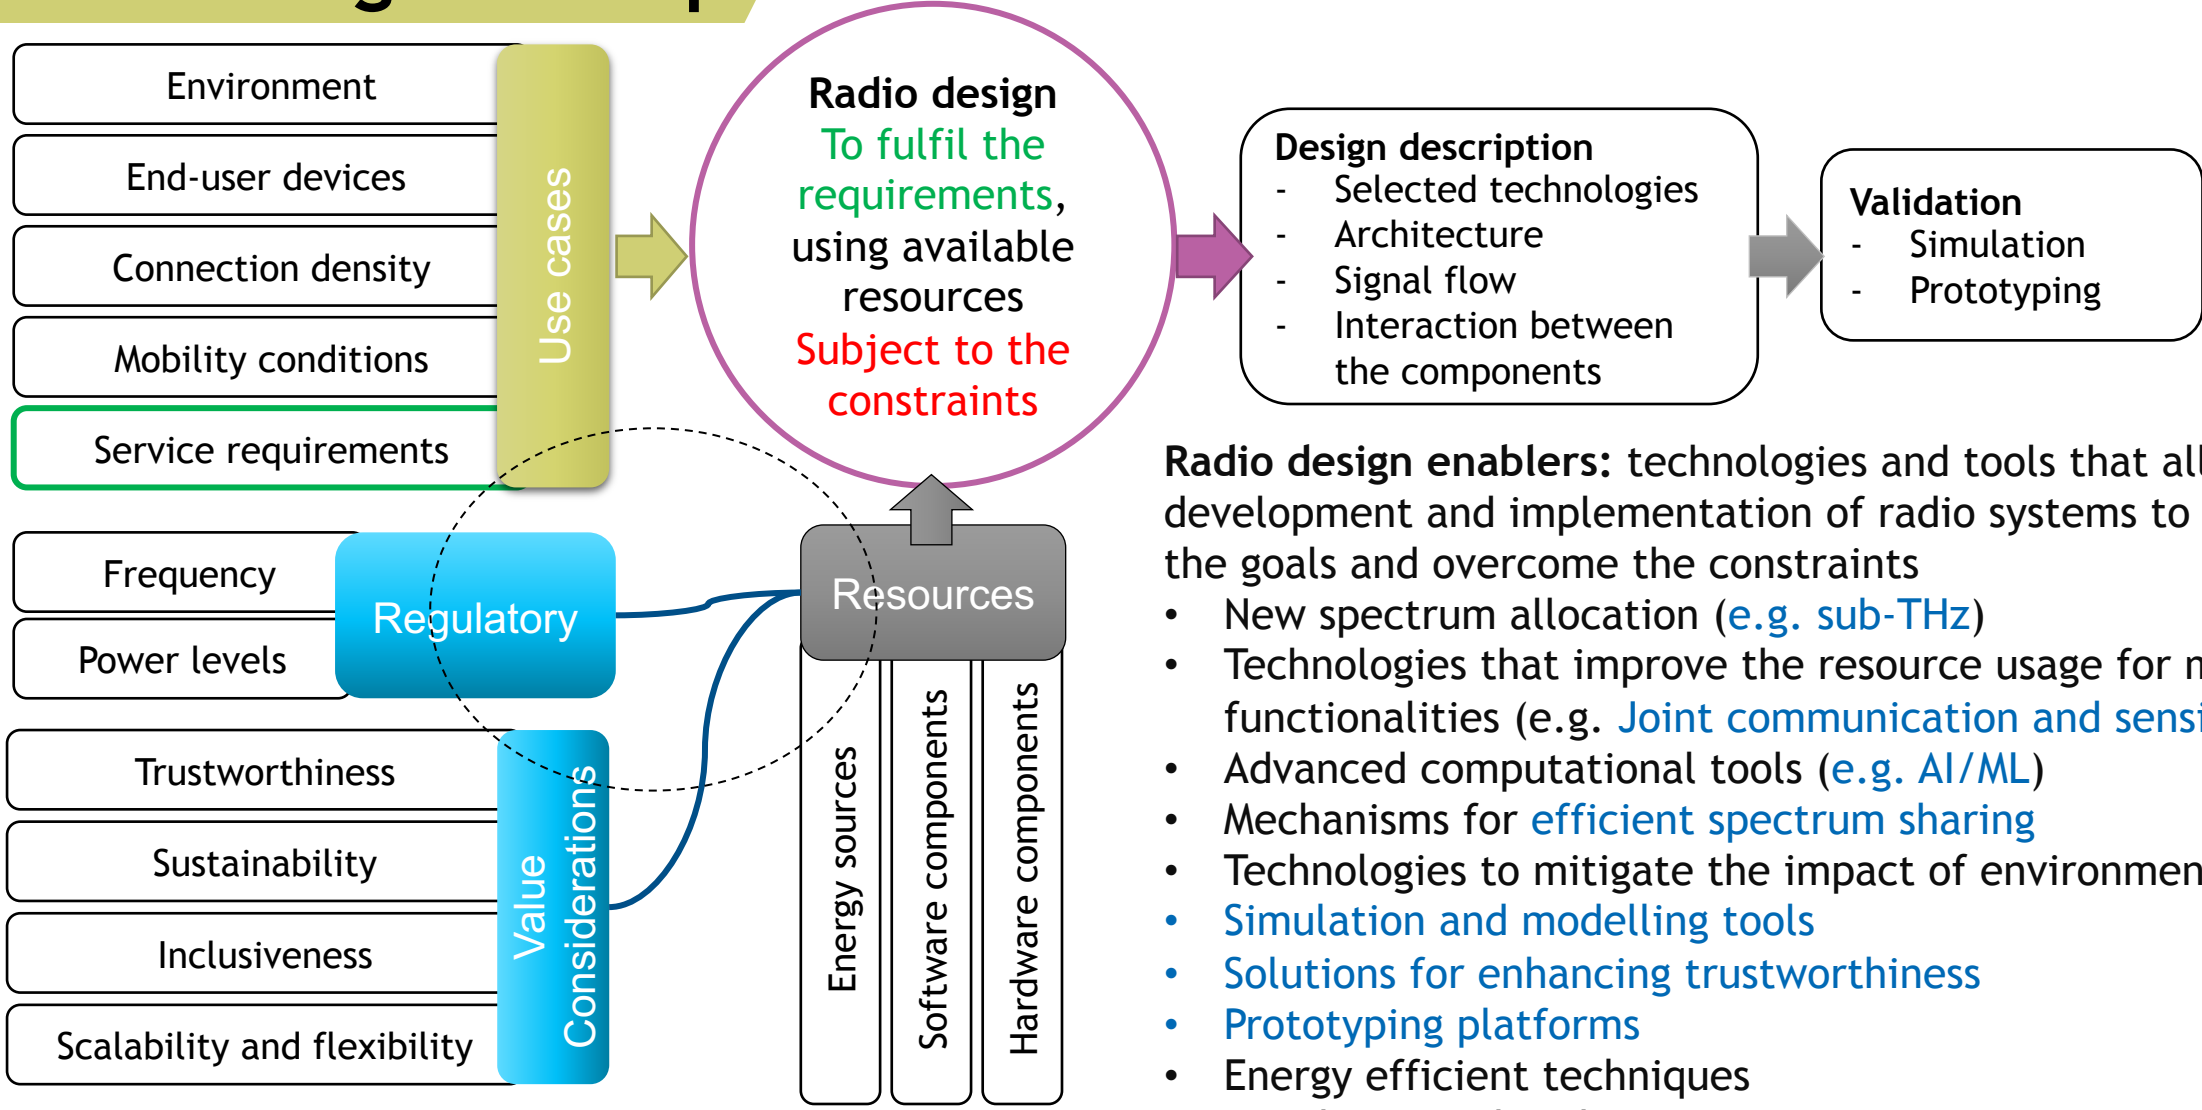 Environment
End-user devices
Connection density
Mobility conditions
Service requirements
Use cases
Frequency
Power levels
Regulatory
Trustworthiness
Sustainability
Inclusiveness
Scalability and flexibility
Value
Considerations
Radio design
To fulfil the
requirements,
using available
resources
Subject to the
constraints
Resources
Energy sources
Software components
Hardware components
Design description
- Selected technologies
- Architecture
- Signal flow
- Interaction between
the components
Validation
- Simulation
- Prototyping
Radio design enablers: technologies and tools that
development and implementation of radio systems to
the goals and overcome the constraints
• New spectrum allocation (e.g. sub-THz)
• Technologies that improve the resource usage for
functionalities (e.g. Joint communication and
• Advanced computational tools (e.g. AI/ML)
• Mechanisms for efficient spectrum sharing
• Technologies to mitigate the impact of
• Simulation and modelling tools
• Solutions for enhancing trustworthiness
• Prototyping platforms
• Energy efficient techniques